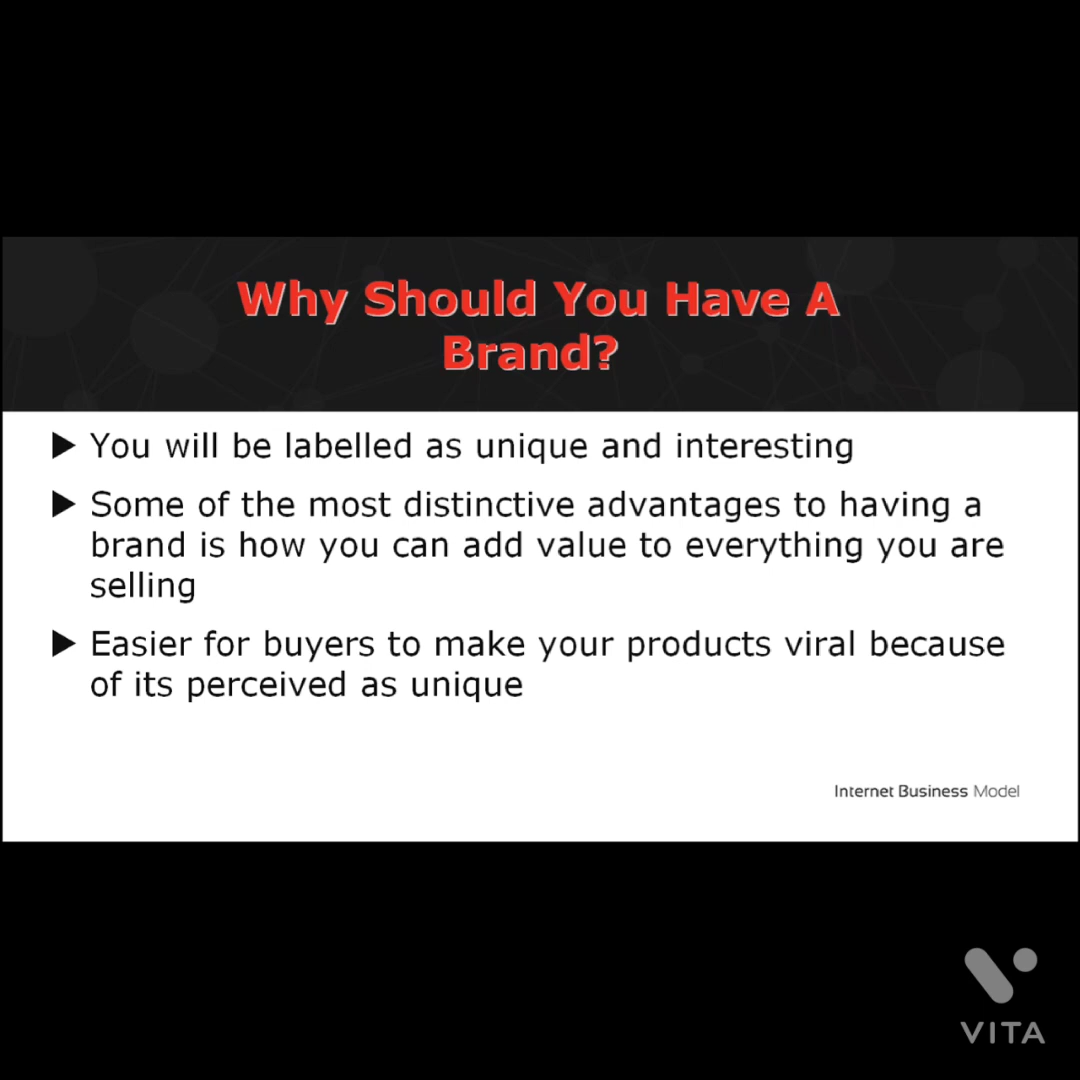 Why Should You Have A
Brand?
▶ You will be labelled as unique and interesting
▶ Some of the most distinctive advantages to having a
brand is how you can add value to everything you are
selling
▶ Easier for buyers to make your products viral because
of its perceived as unique
Internet Business Model
VITA